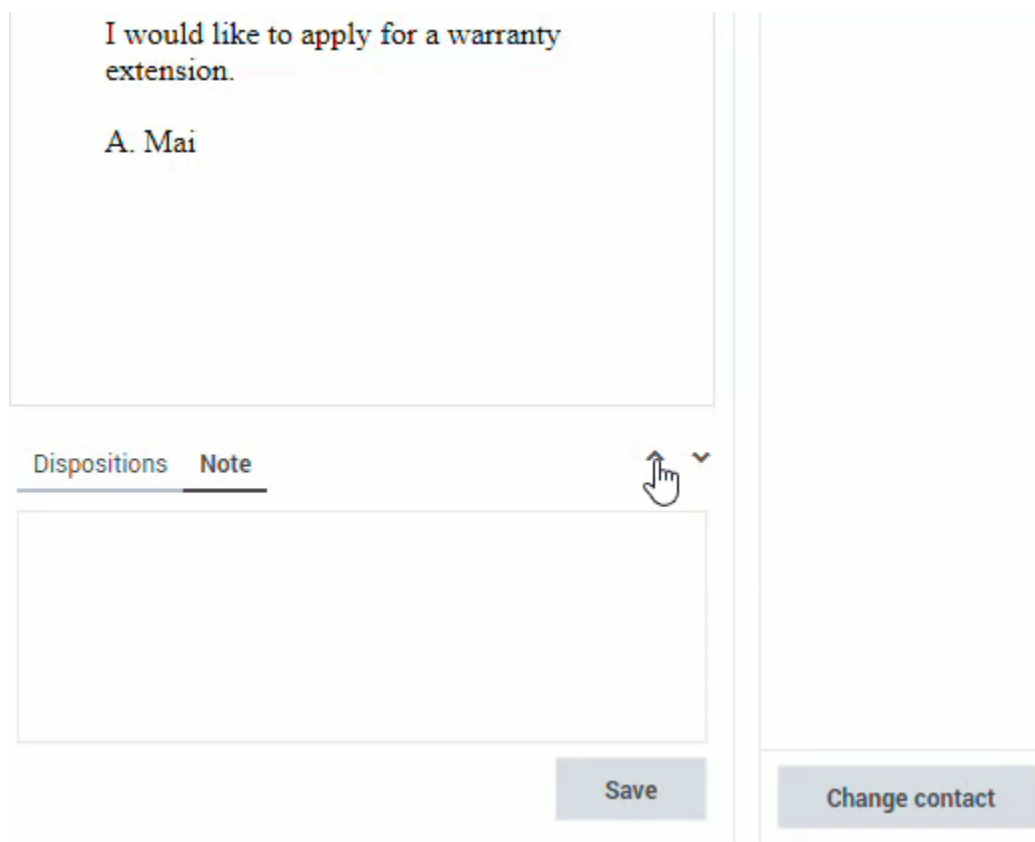 I would like to apply for a warranty
extension.
A. Mai
Dispositions Note
Save
Change contact